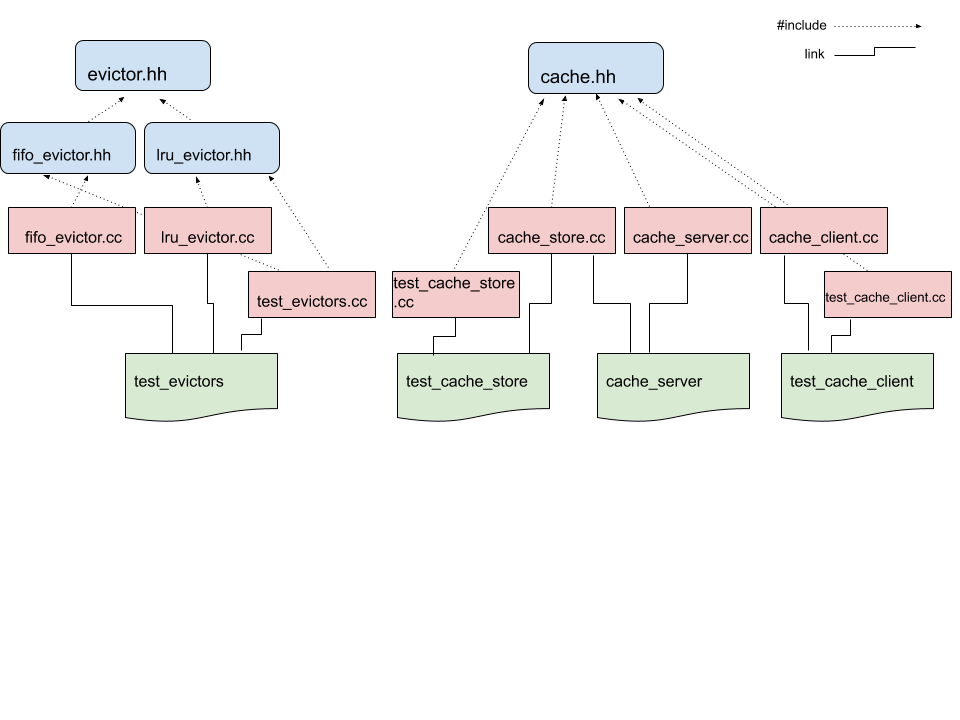 #include
link
evictor.hh
cache.hh
fifo_evictor.hh
lru_evictor.hh
fifo_evictor.cc
lru_evictor.cc
cache_store.cc
cache_server.cc
cache_client.cc
test_evictors.cc
test_cache_store
.cc
test_cache_client.cc
test_evictors
test_cache_store
cache_server
test_cache_client